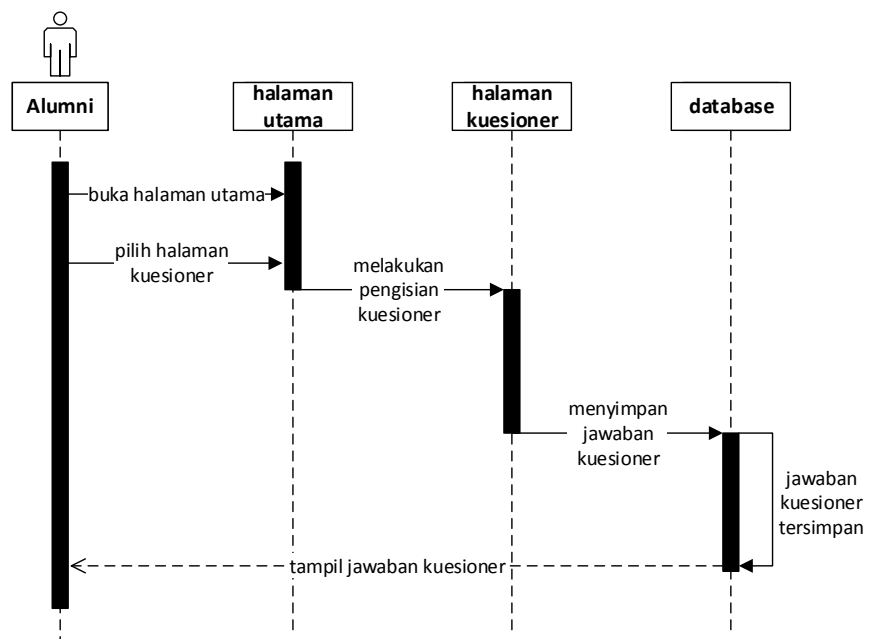 Alumni
halaman
utama
halaman
kuesioner
database
buka halaman utama
pilih halaman
kuesioner
melakukan
pengisian
kuesioner
menyimpan
jawaban
kuesioner
jawaban
kuesioner
tersimpan
tampil jawaban kuesioner